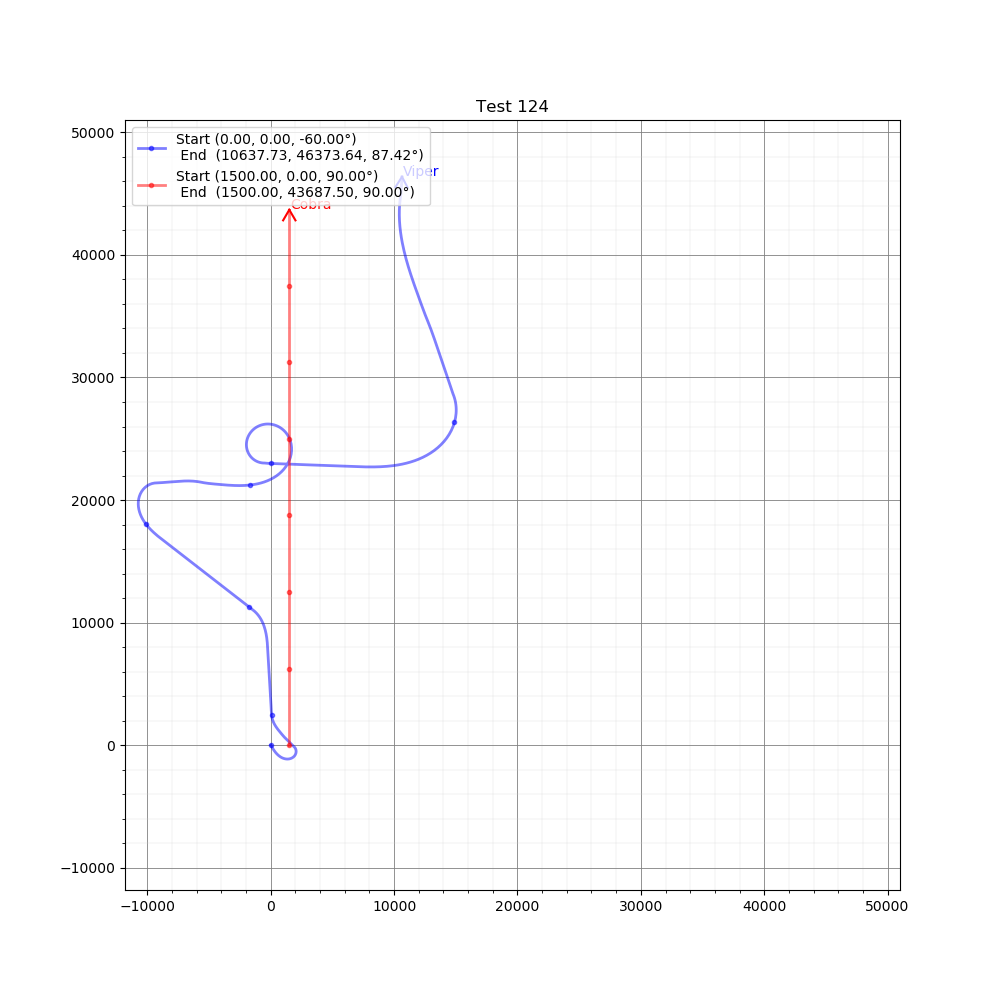 Test 124
50000
40000
30000
20000
10000
0
−10000
Start (0.00, 0.00, -60.00°)
End (10637.73, 46373.64, 87.42°)
Start (1500.00, 0.00, 90.00°)
End (1500.00, 43687.50, 90.00°)
Viper
Cobra
−10000
0
10000
20000
30000
40000
50000